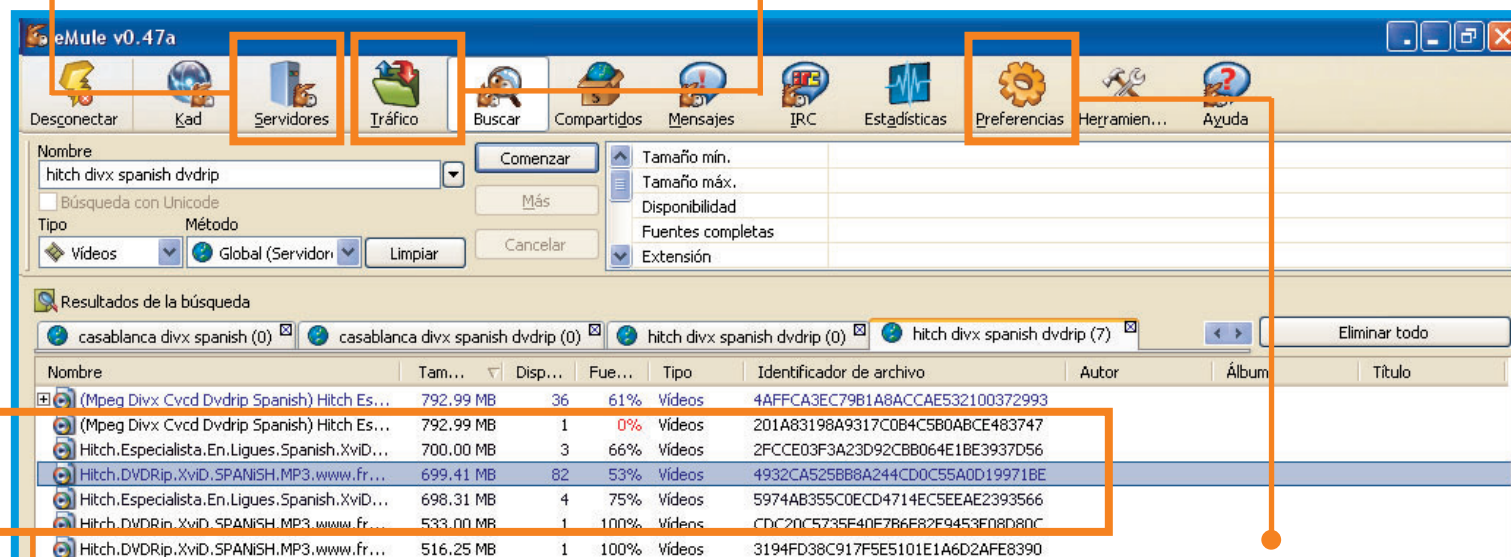 eMule v0.47a
Desconectar Kad Servidores Tráfico Buscar Compartidos Mensajes IRC Estadísticas Preferencias Herramien... Ayuda
Nombre
hitch divx spanish dvdrip
Búsqueda con Unicode
Tipo Método
Vídeos Global (Servidor Limpiar
Comenzar
Más
Cancelar
Tamaño mín.
Tamaño máx.
Disponibilidad
Fuentes completas
Extensión
Resultados de la búsqueda
casablanca divx spanish (0) casablanca divx spanish dvdrip (0) hitch divx spanish dvdrip (0) hitch divx spanish dvdrip (7) Eliminar todo
Nombre Tam... Disp... Fue... Tipo Identificador de archivo Autor Álbum Título
(Mpeg Divx Cvcd Dvdrip Spanish) Hitch Es... 792.99 MB 36 61% Vídeos 4AFFCA3EC79B1A8ACCAE532100372993
(Mpeg Divx Cvcd Dvdrip Spanish) Hitch Es... 792.99 MB 1 0% Vídeos 201A83198A9317C0B4C5B0ABCE483747
Hitch.Especialista.En.Ligues.Spanish.XviD... 700.00 MB 3 66% Vídeos 2FCCE03F3A23D92CBB064E1BE3937D56
Hitch.DVDRip.XviD.SPANiSH.MP3.www.fr... 699.41 MB 82 53% Vídeos 4932CA525BB8A244CD0C55A0D19971BE
Hitch.Especialista.En.Ligues.Spanish.XviD... 698.31 MB 4 75% Vídeos 5974AB355C0ECD4714EC5EEAE2393566
Hitch.DVDRip.XviD.SPANiSH.MP3.www.fr... 533.00 MB 1 100% Vídeos
Hitch.DVDRip.XviD.SPANiSH.MP3.www.fr... 516.25 MB 1 100% Vídeos 3194FD38C917F5E5101E1A6D2AFE8390